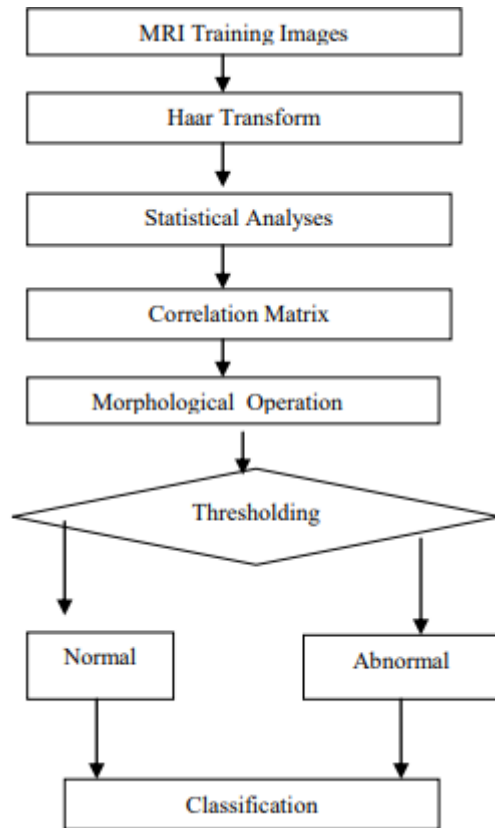 MRI Training Images
Haar Transform
Statistical Analyses
Correlation Matrix
Morphological Operation
Thresholding
Normal
Abnormal
Classification